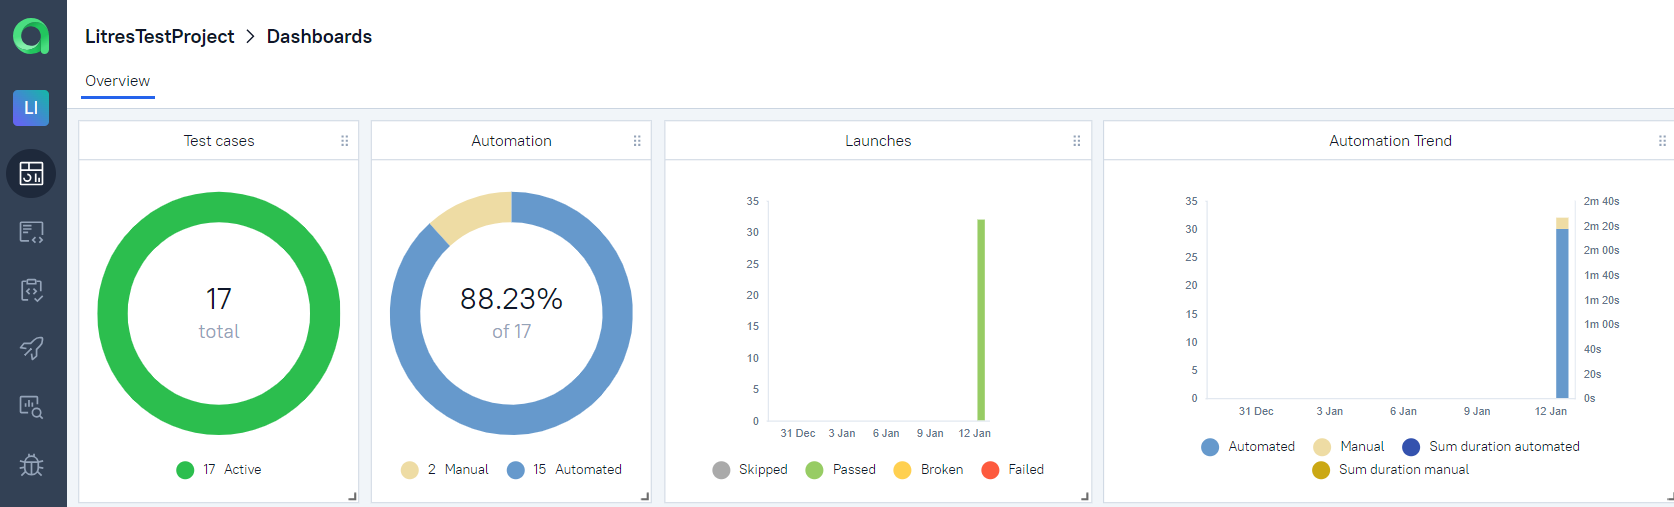 LitresTestProject > Dashboards
Overview
LI
Test cases
17
total
17 Active
Automation
88.23%
of 17
2 Manual 15 Automated
Launches
35
30
25
20
15
10
5
0
31 Dec 3 Jan 6 Jan 9 Jan 12 Jan
Skipped Passed Broken Failed
Automation Trend
35 2m 40s
30 2m 20s
25 2m 00s
20 1m 40s
15 1m 20s
10 1m 00s
5 40s
0 20s
0s
31 Dec 3 Jan 6 Jan 9 Jan 12 Jan
Automated Manual Sum duration automated
Sum duration manual